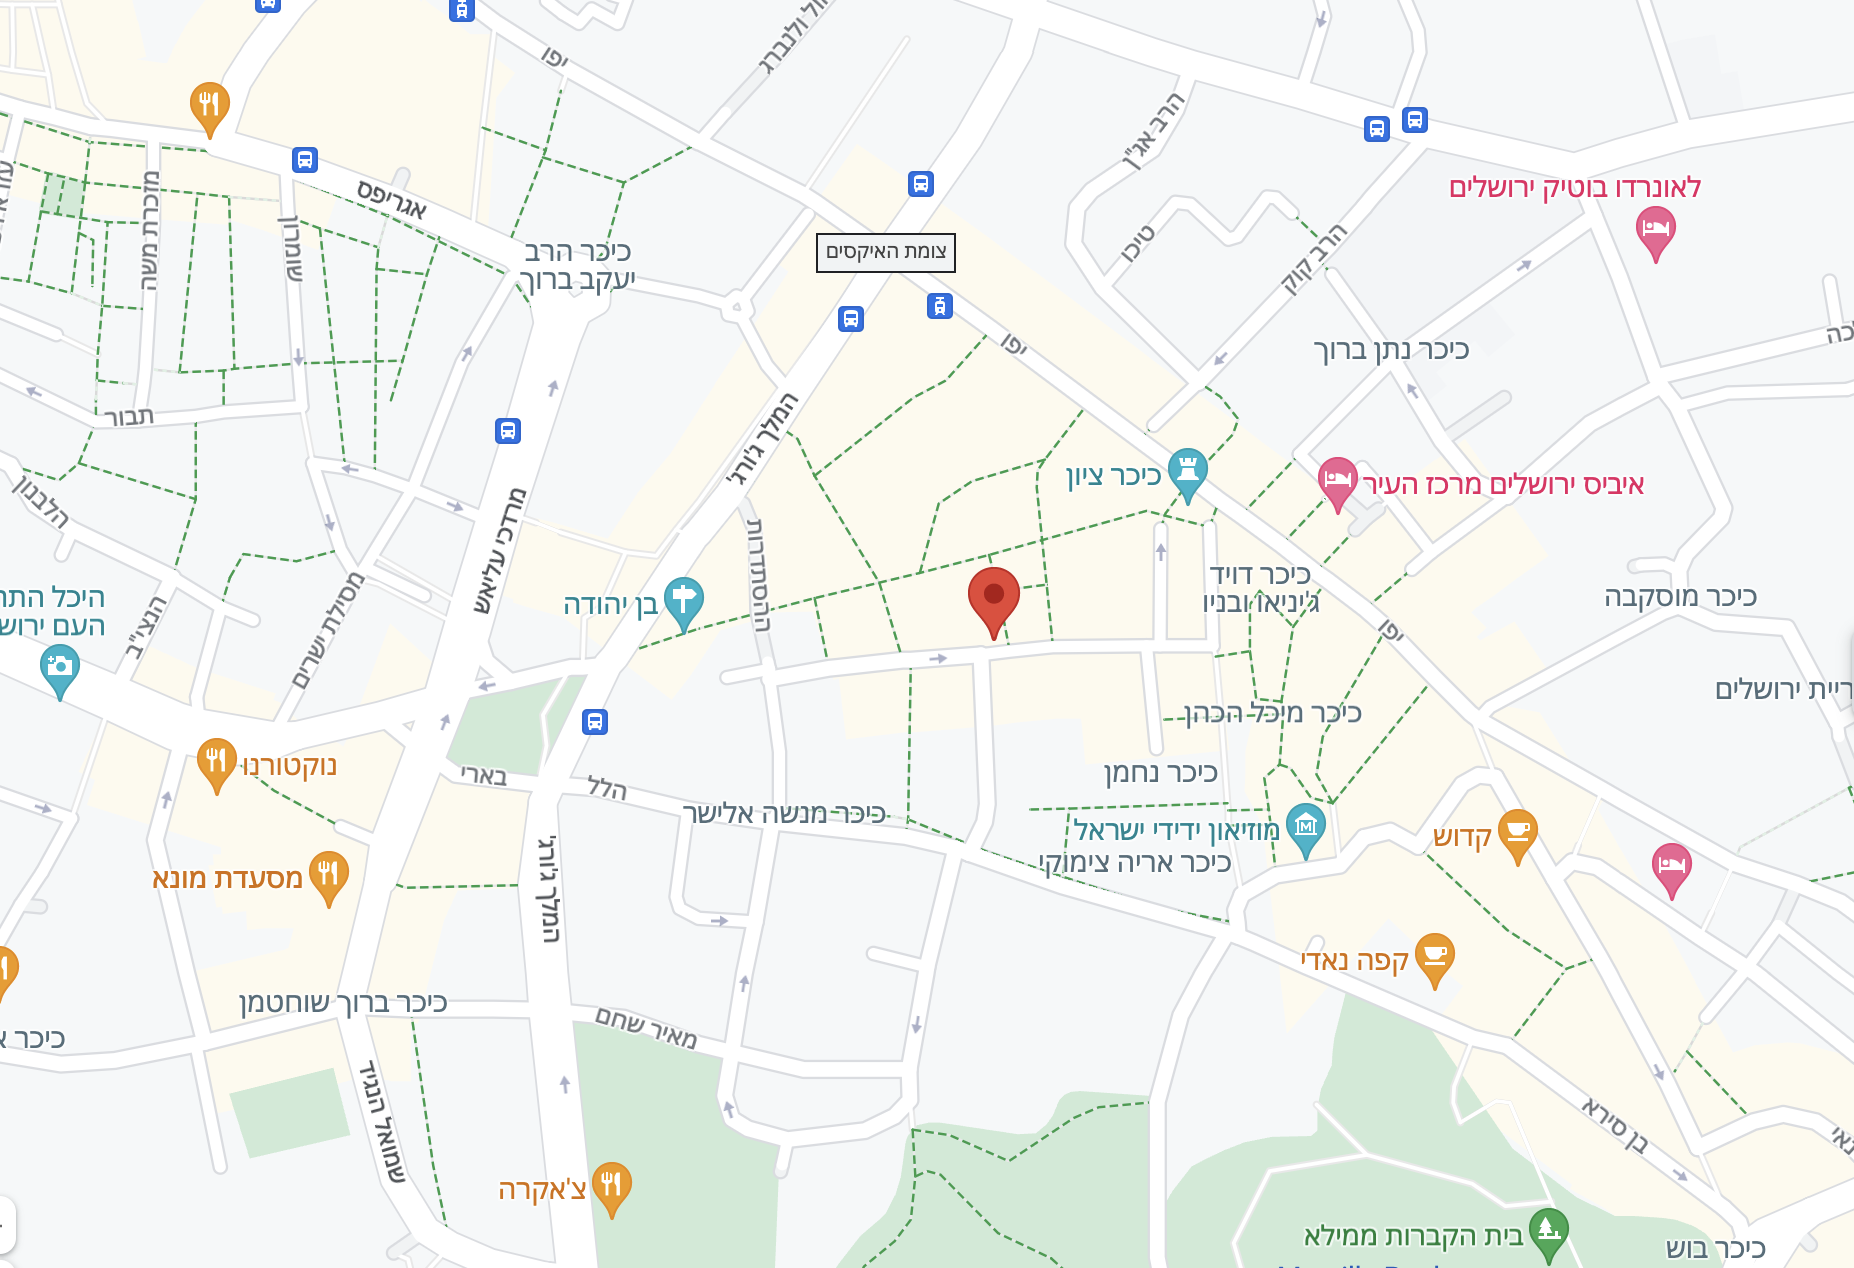 יפו
הרב אג"ן
לאונרדו בוטיק ירושלים
אגריפס
מזכרת משה
שומרון
כיכר הרב
יעקב ברוך
צומת האיקסים
טיכו
הרב קוק
יפו
כיכר נתן ברוך
תבור
המלך ג'ורג'
כיכר ציון
איביס ירושלים מרכז העיר
הלבנון
מרדכי עליאש
ההסתדרות
כיכר דויד
ג'יניאו ובניו
כיכר מוסקבה
היכל התר
העם ירוש
הנצי"ב
מסילת ישרים
בן יהודה
יפו
ריית ירושלים
כיכר מיכל הכהן
נוקטורנו
בארי
הלל
כיכר נחמן
כיכר מנשה אלישר
מוזיאון ידידי ישראל
כיכר אריה צימוקי
קדוש
מסעדת מונא
המלך ג'ורג'
קפה נאדי
כיכר ברוך שוחטמן
מאיר שחם
שמואל הנגיד
בן סירא
צ'אקרה
בית הקברות ממילא
כיכר בוש